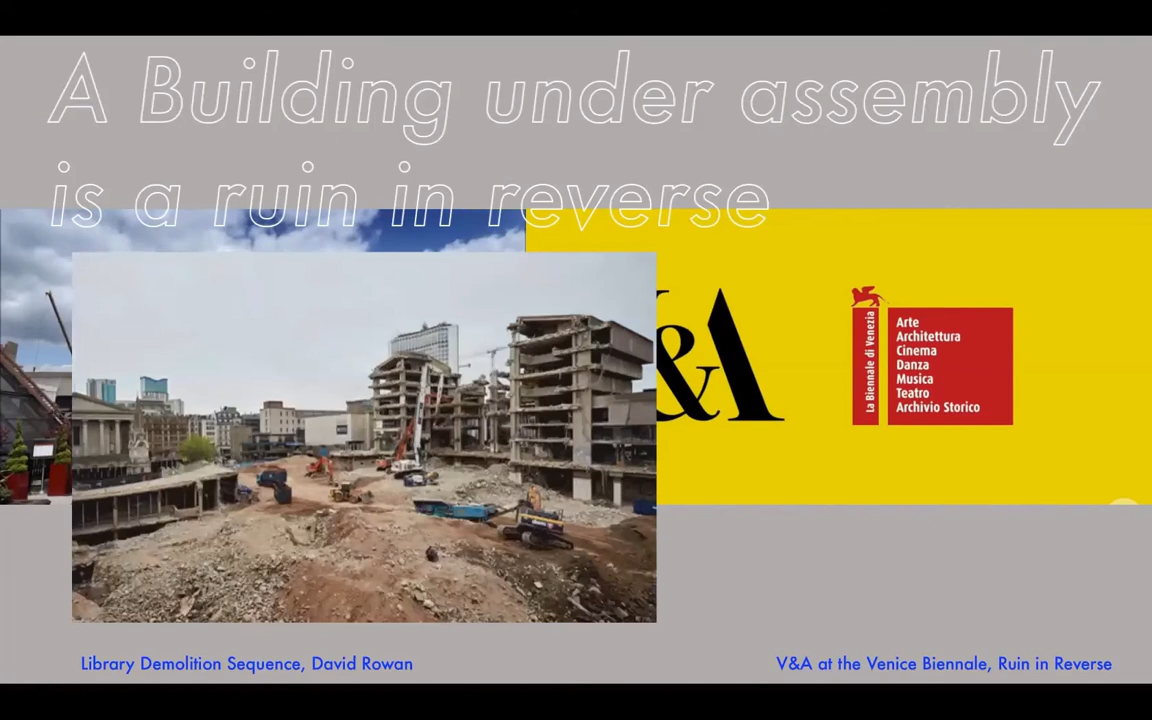 A Building under assembly
is a ruin in reverse
&A
La Biennale di Venezia
Arte
Architettura
Cinema
Danza
Musica
Teatro
Archivio Storico
Library Demolition Sequence, David Rowan
V&A at the Venice Biennale, Ruin in Reverse